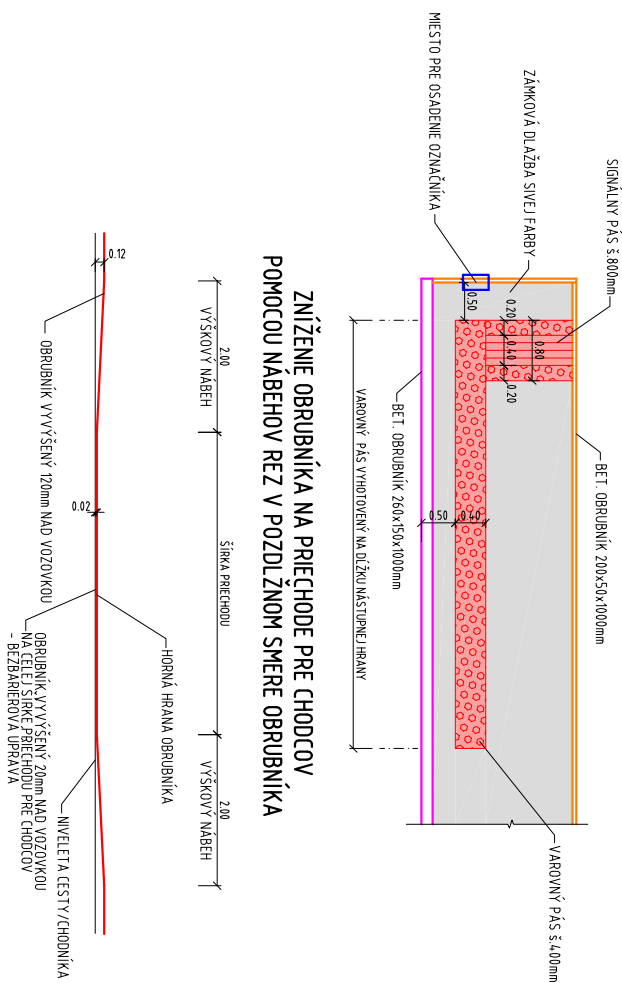 SIGNÁLNY PÁS š.800mm
ZÁMKOVÁ DLAŽBA SIVEJ FARBY
MIESTO PRE OSADENIE OZNAČNÍKA
BET. OBRUBNÍK 200x50x1000mm
0.20
0.40
0.80
0.20
0.50
BET. OBRUBNÍK 260x150x1000mm
0.50
0.40
VAROVNÝ PÁS š.400mm
VAROVNÝ PÁS VYHOTOVENÝ NA DĹŽKU NÁSTUPNEJ HRANY
ZNÍŽENIE OBRUBNÍKA NA PRIECHODE PRE CHODCOV
POMOCOU NÁBEHOV REZ V POZDLŽNOM SMERE OBRUBNÍKA
2.00
VÝŠKOVÝ NÁBEH
ŠÍRKA PRIECHODU
2.00
VÝŠKOVÝ NÁBEH
0.12
0.02
HORNÁ HRANA OBRUBNÍKA
OBRUBNÍK VYVÝŠENÝ 120mm NAD VOZOVKOU
NIVELETA CESTY/CHODNÍKA
OBRUBNÍK VYVÝŠENÝ 20mm NAD VOZOVKOU
NA CELEJ ŠÍRKE PRIECHODU PRE CHODCOV
- BEZBARIEROVÁ ÚPRAVA